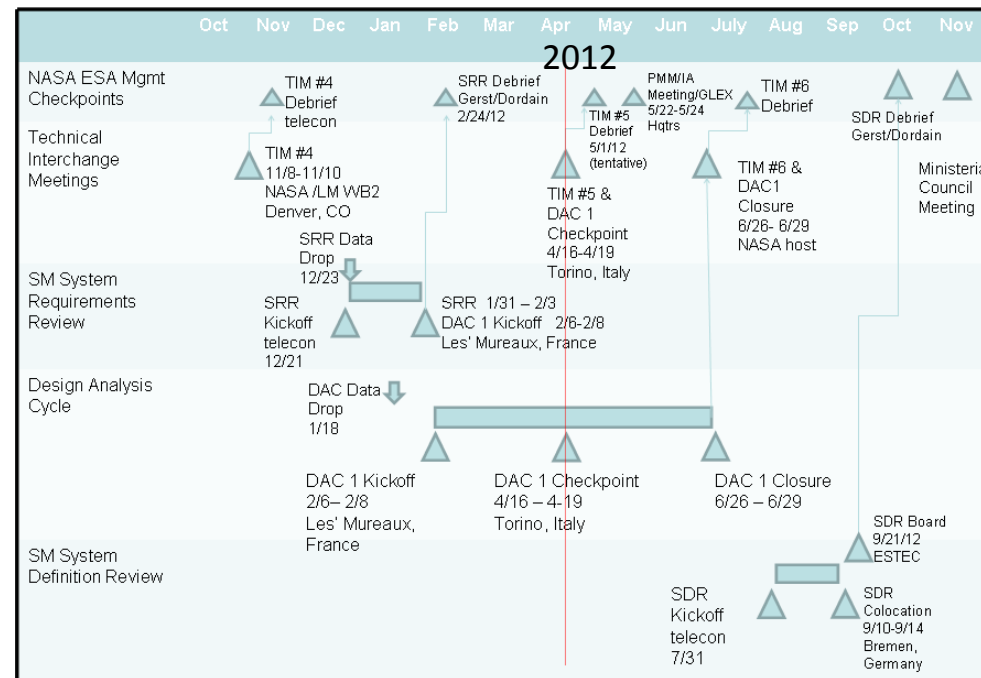 Oct Nov Dec Jan Feb Mar Apr May Jun July Aug Sep Oct Nov
2012
NASA ESA Mgmt
Checkpoints
TIM #4
Debrief
telecon
SRR Debrief
Gerst/Dordain
2/24/12
TIM #5
Debrief
5/1/12
(tentative)
PMM/IA
Meeting/GLEX
5/22-5/24
Hqtrs
TIM #6
Debrief
SDR Debrief
Gerst/Dordain
Technical
Interchange
Meetings
TIM #4
11/8-11/10
NASA /LM WB2
Denver, CO
TIM #5 &
DAC 1
Checkpoint
4/16-4/19
Torino, Italy
TIM #6 &
DAC1
Closure
6/26- 6/29
NASA host
Ministeria
Council
Meeting
SM System
Requirements
Review
SRR Data
Drop
12/23
SRR
Kickoff
telecon
12/21
SRR 1/31 – 2/3
DAC 1 Kickoff 2/6-2/8
Les' Mureaux, France
Design Analysis
Cycle
DAC Data
Drop
1/18
DAC 1 Kickoff
2/6– 2/8
Les' Mureaux,
France
DAC 1 Checkpoint
4/16 – 4-19
Torino, Italy
DAC 1 Closure
6/26 – 6/29
SM System
Definition Review
SDR
Kickoff
telecon
7/31
SDR Board
9/21/12
ESTEC
SDR
Colocation
9/10-9/14
Bremen,
Germany